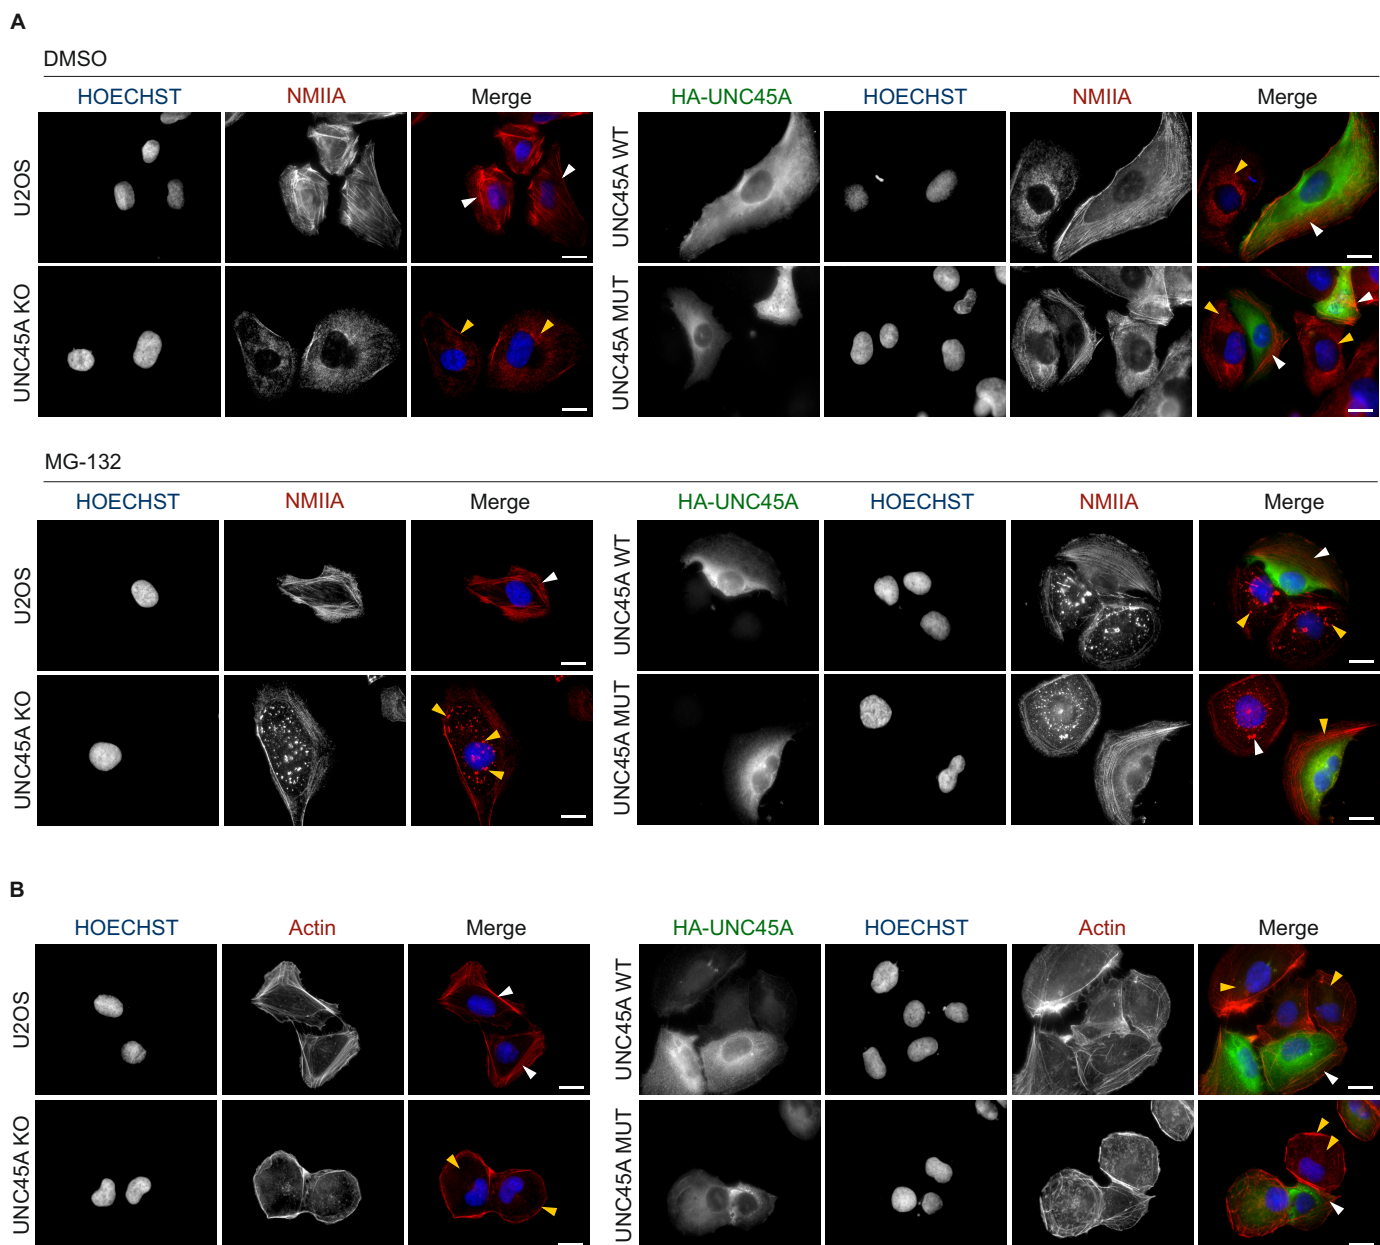 A
DMSO
HOECHST NMIIA Merge HA-UNC45A HOECHST NMIIA Merge
U2OS UNC45A WT
UNC45A KO UNC45A MUT
MG-132
HOECHST NMIIA Merge HA-UNC45A HOECHST NMIIA Merge
U2OS UNC45A WT
UNC45A KO UNC45A MUT
B
HOECHST Actin Merge HA-UNC45A HOECHST Actin Merge
U2OS UNC45A WT
UNC45A KO UNC45A MUT